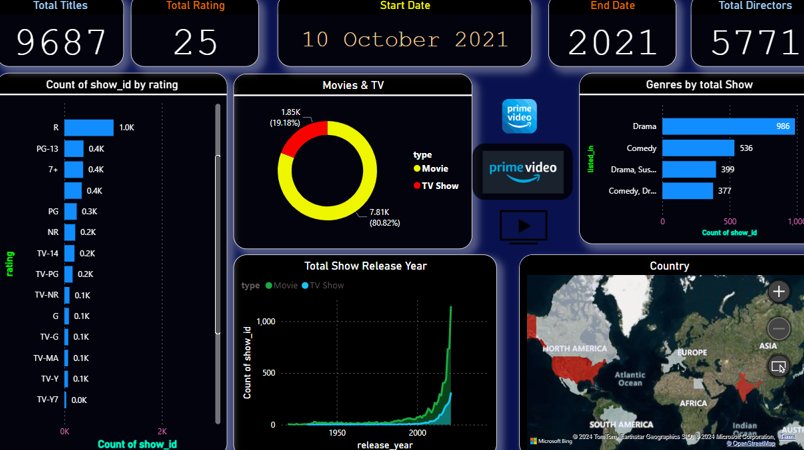 Total Titles
9687
Total Rating
25
Start Date
10 October 2021
End Date
2021
Total Directors
5771
Count of show_id by rating
R 1.0K
PG-13 0.4K
7+ 0.4K
0.4K
PG 0.3K
NR 0.2K
TV-14 0.2K
TV-PG 0.2K
TV-NR 0.1K
G 0.1K
TV-G 0.1K
TV-MA 0.1K
TV-Y 0.1K
TV-Y7 0.0K
rating
0K 2K
Count of show_id
Movies & TV
1.85K
(19.18%)
type
Movie
TV Show
7.81K
(80.82%)
prime
video
prime video
Genres by total Show
listed_in
Drama 986
Comedy 536
Drama, Sus... 399
Comedy, Dr... 377
0 500 1,000
Count of show_id
Total Show Release Year
type Movie TV Show
Count of show_id
1,000
500
0
1950 2000
release_year
Country
NORTH AMERICA
EUROPE
ASIA
Atlantic
Ocean
AFRICA
SOUTH AMERICA
Indian
Ocean
Microsoft Bing
© 2024 TomTom, Earthstar Geographics SIO, © 2024 Microsoft Corporation, Terms
© OpenStreetMap